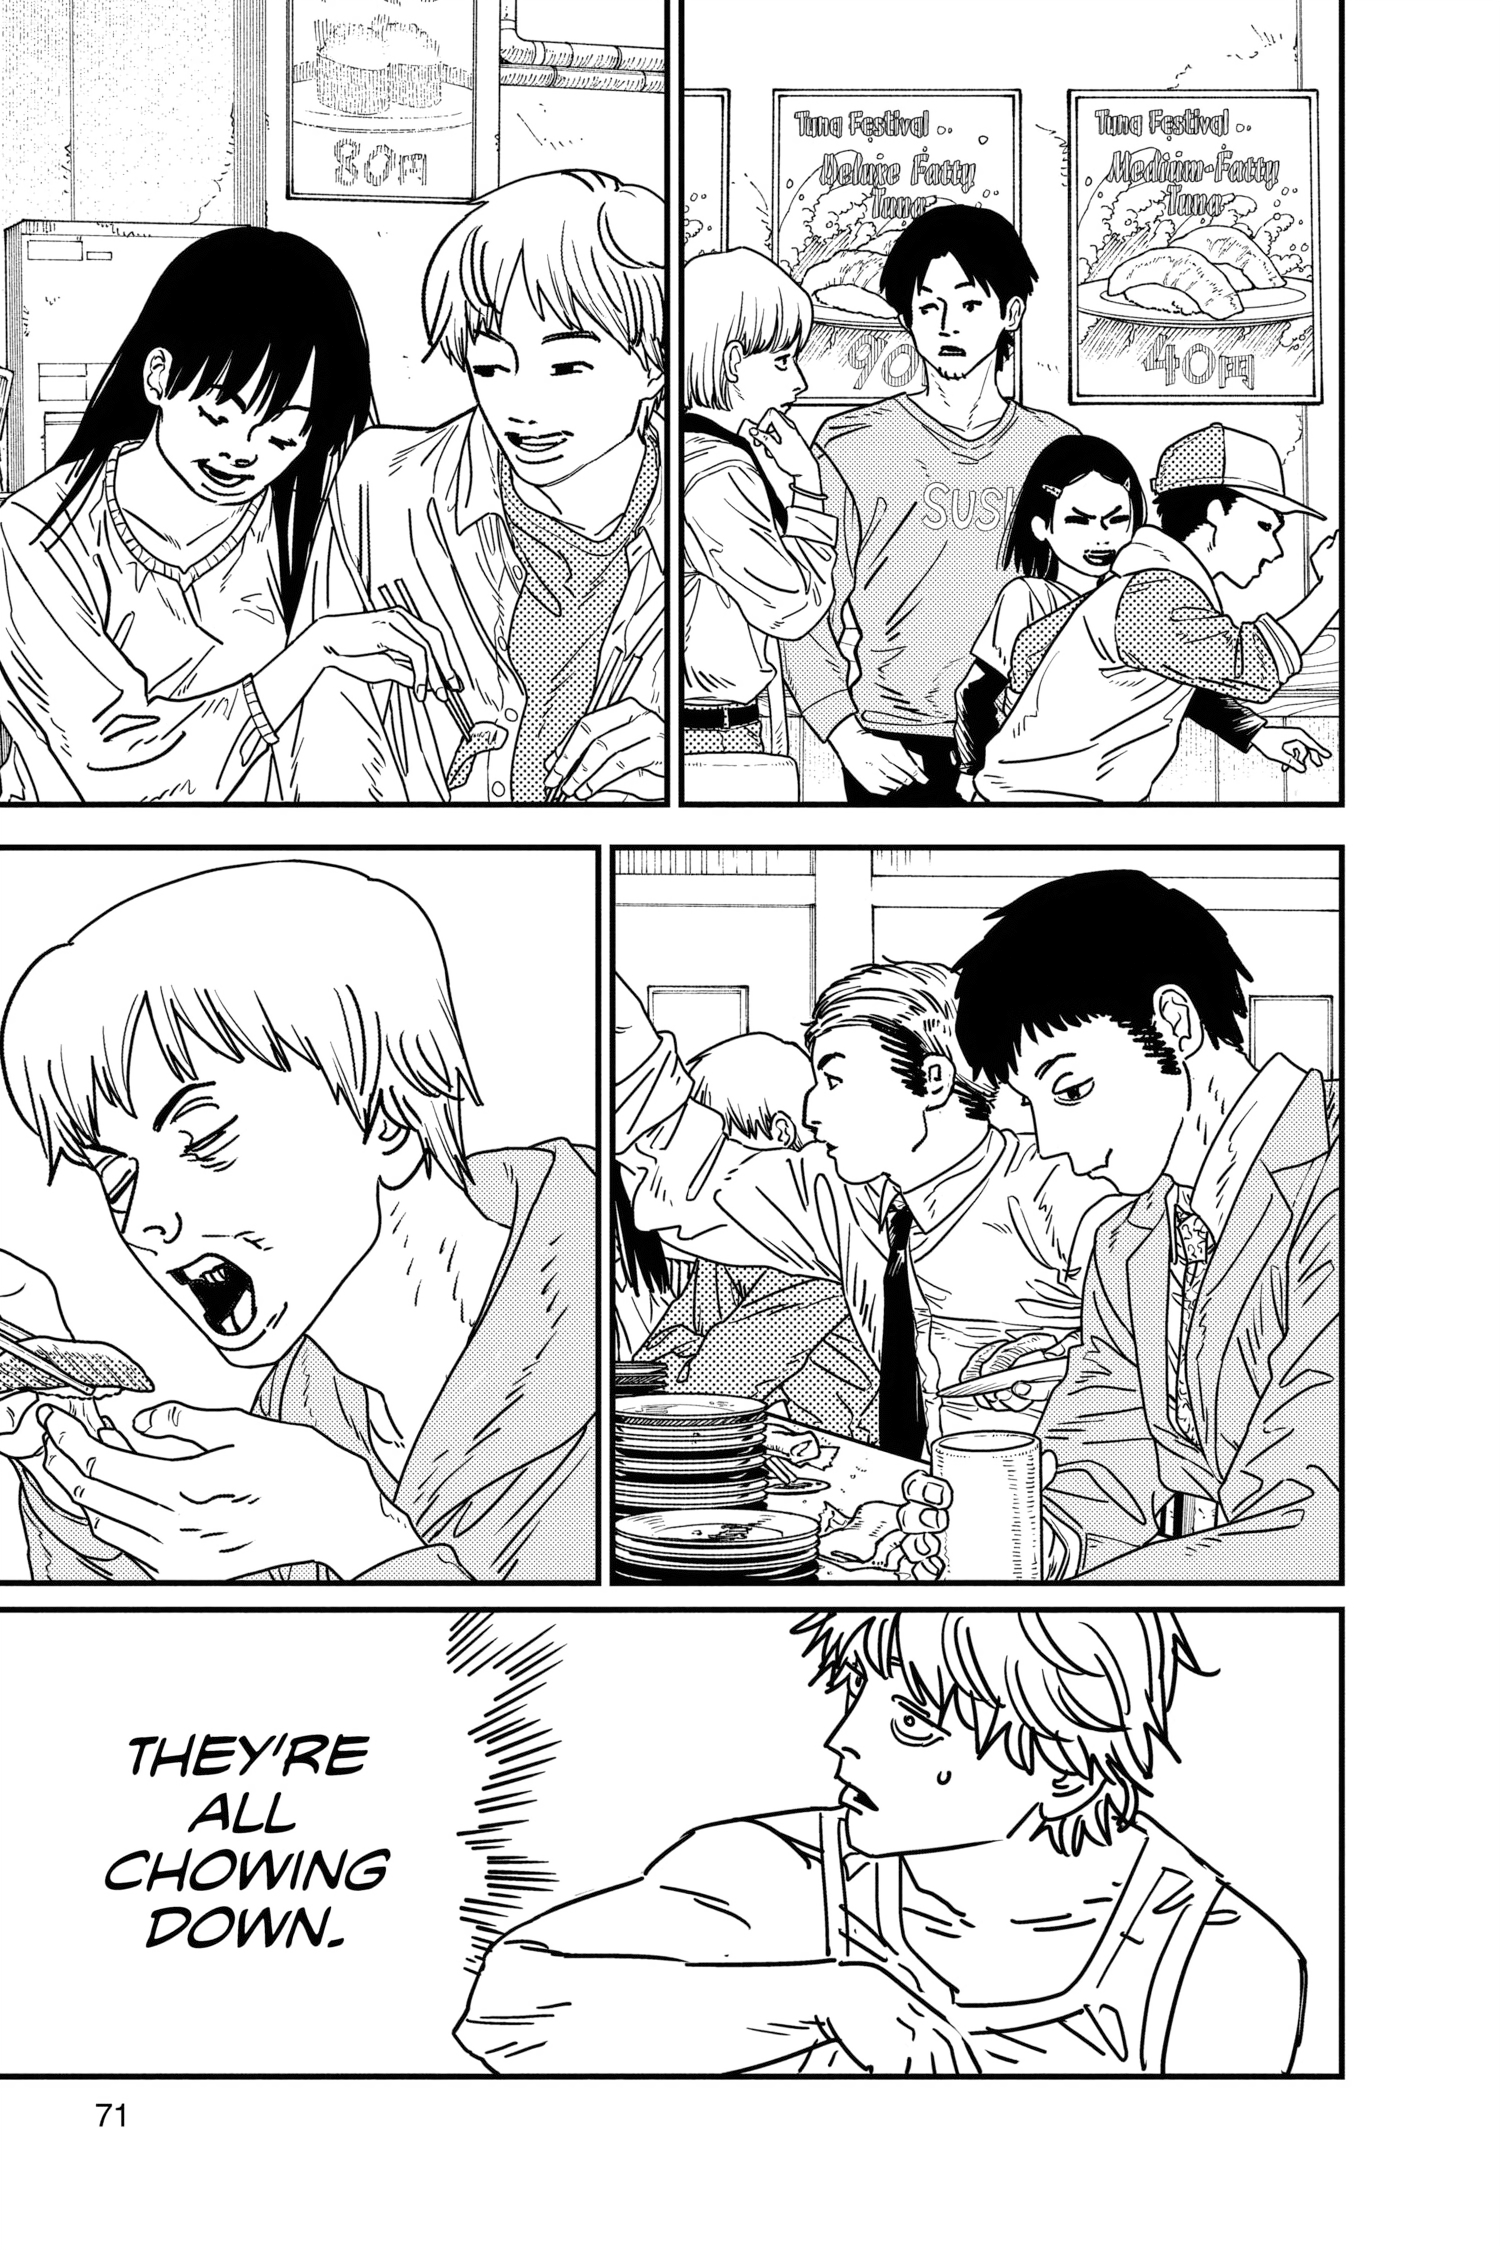 Tuna Festival
Medium-Fatty
Tuna
40円
Tuna Festival
Deluxe Fatty
Tuna
90
SUSH
80円
THEY'RE
ALL
CHOWING
DOWN.
71